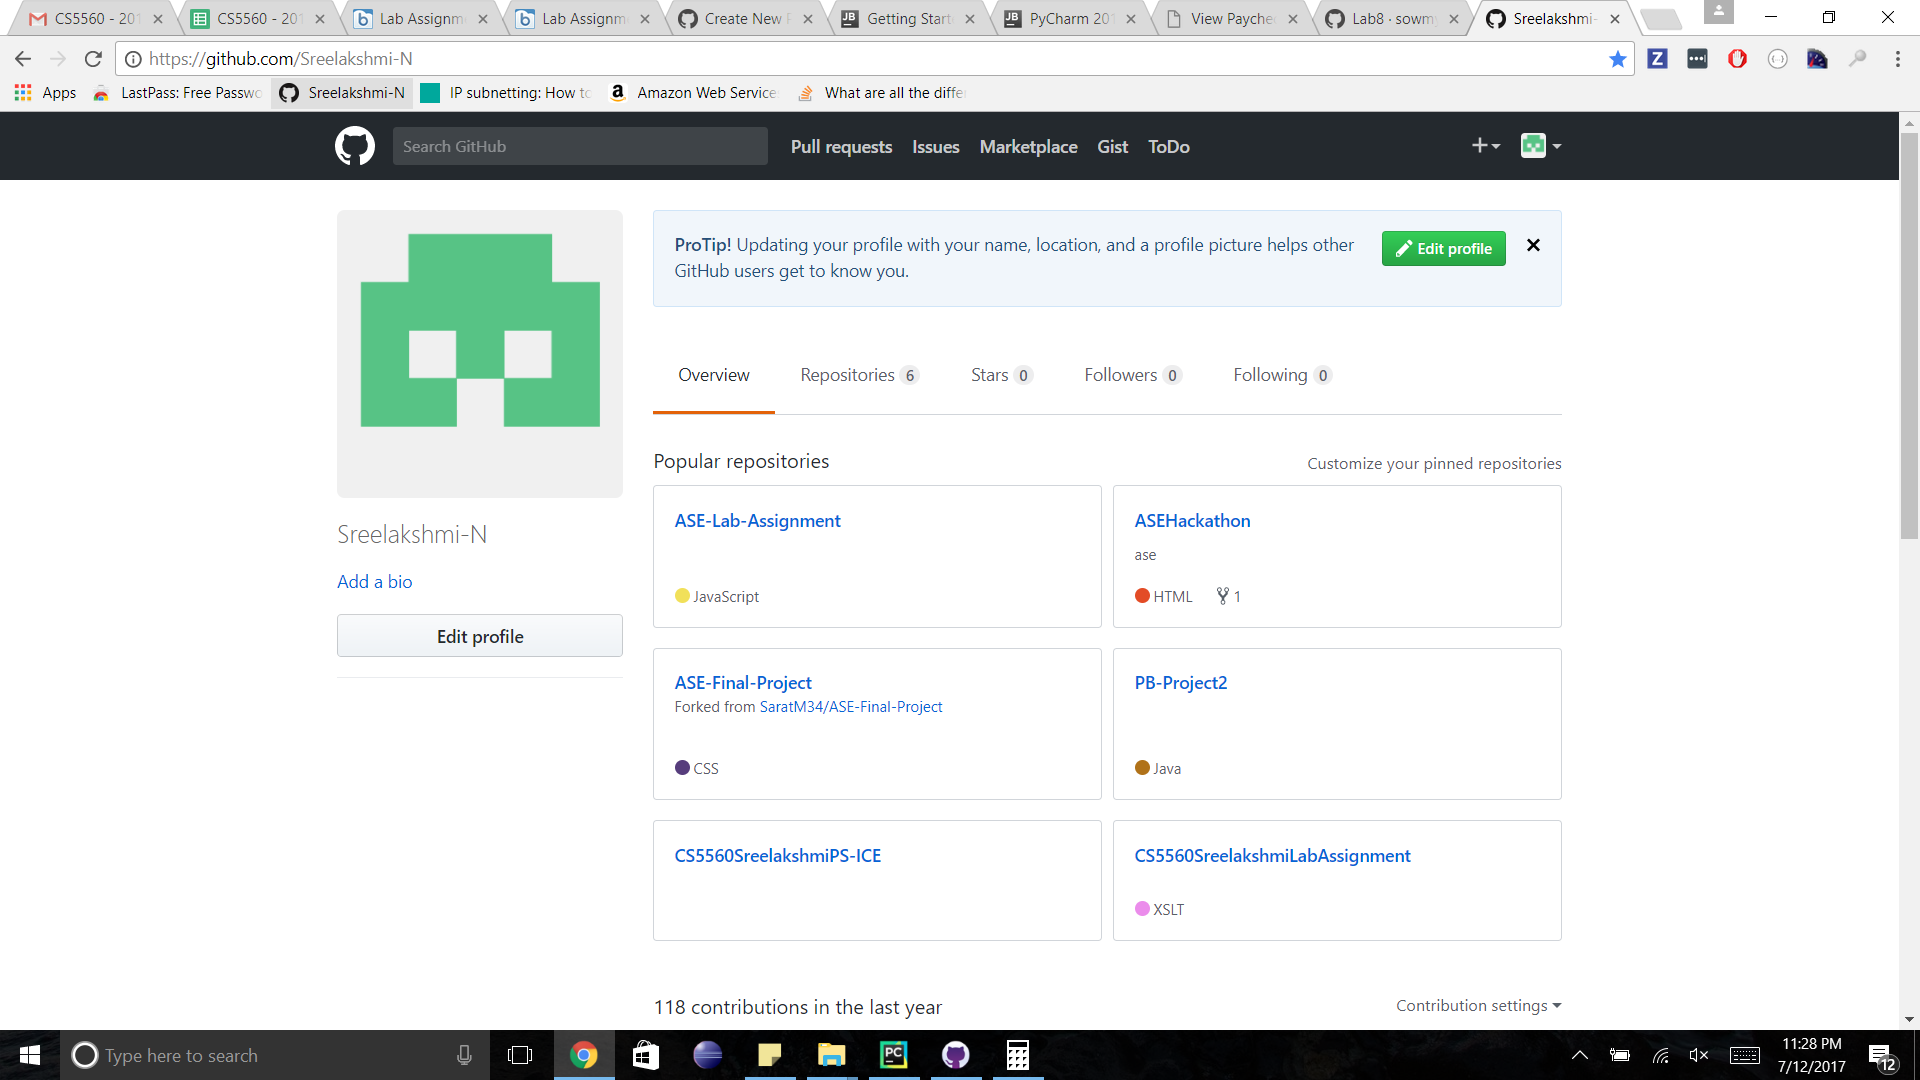 CS5560 - 201
CS5560 - 201
Lab Assignm
Lab Assignm
Create New
Getting Start
PyCharm 201
View Payche
Lab8 · sowm
Sreelakshmi-
https://github.com/Sreelakshmi-N
Apps
LastPass: Free Passwo
Sreelakshmi-N
IP subnetting: How to
Amazon Web Service
What are all the diffe
Search GitHub
Pull requests
Issues
Marketplace
Gist
ToDo
ProTip! Updating your profile with your name, location, and a profile picture helps other
GitHub users get to know you.
Edit profile
Overview
Repositories 6
Stars 0
Followers 0
Following 0
Popular repositories
Customize your pinned repositories
ASE-Lab-Assignment
JavaScript
ASEHackathon
ase
HTML 1
Sreelakshmi-N
Add a bio
Edit profile
ASE-Final-Project
Forked from SaratM34/ASE-Final-Project
CSS
PB-Project2
Java
CS5560SreelakshmiPS-ICE
CS5560SreelakshmiLabAssignment
XSLT
118 contributions in the last year
Contribution settings
Type here to search
11:28 PM
7/12/2017
12